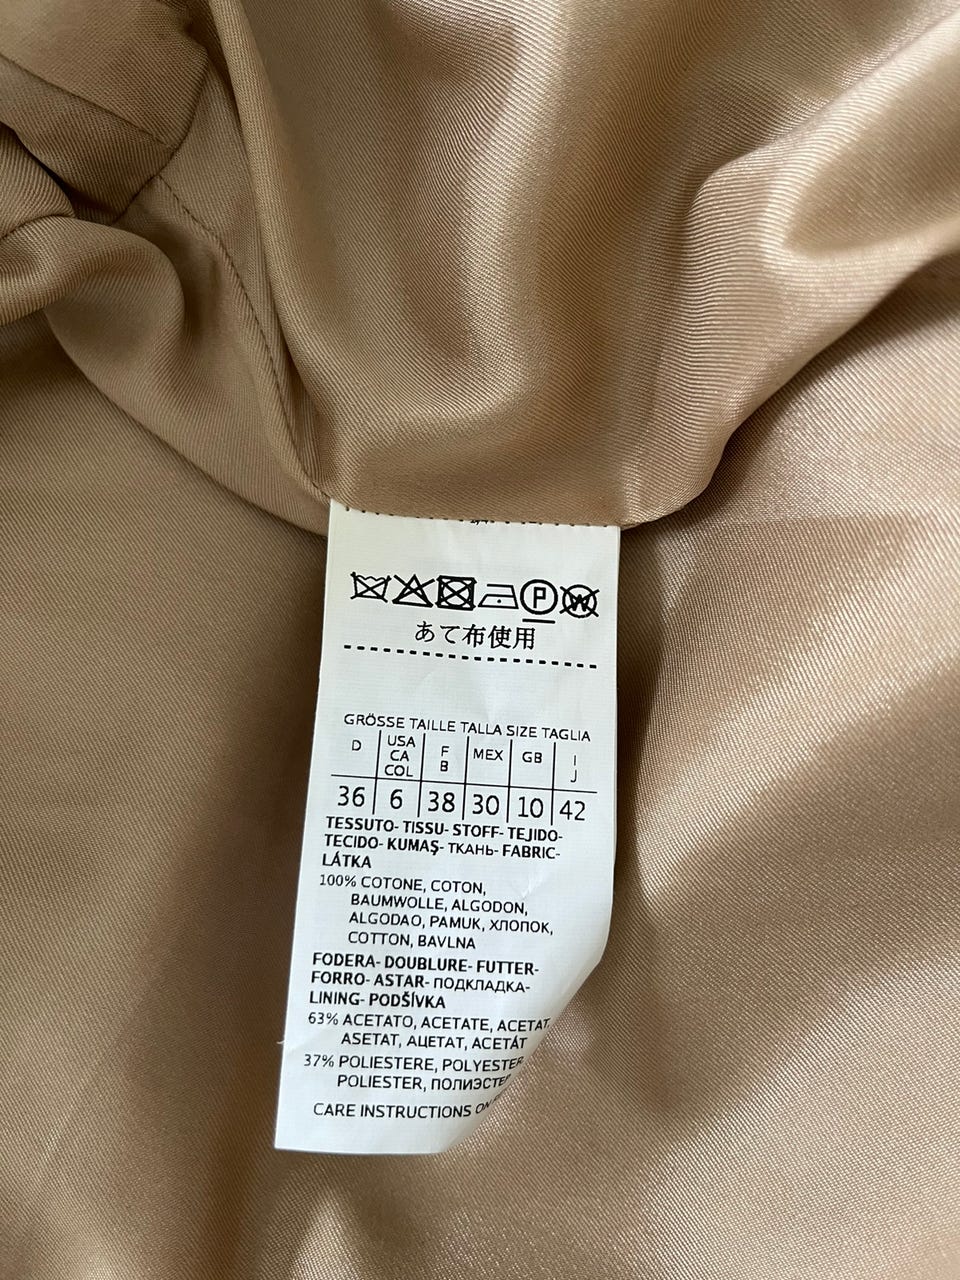 P W
あて布使用
GRÖSSE TAILLE TALLA SIZE TAGLIA
D USA CA COL F B MEX GB I J
36 6 38 30 10 42
TESSUTO- TISSU- STOFF- TEJIDO-
TECIDO- KUMAŞ- ТКАНЬ- FABRIC-
LÁTKA
100% COTONE, COTON,
BAUMWOLLE, ALGODON,
ALGODAO, PAMUK, ХЛОПОК,
COTTON, BAVLNA
FODERA- DOUBLURE- FUTTER-
FORRO- ASTAR- ПОДКЛАДКА-
LINING- PODŠÍVKA
63% ACETATO, ACETATE, ACETAT
ASETAT, АЦЕТАТ, ACETÁT
37% POLIESTERE, POLYESTER
POLIESTER, ПОЛИЭСТЕР
CARE INSTRUCTIONS ON